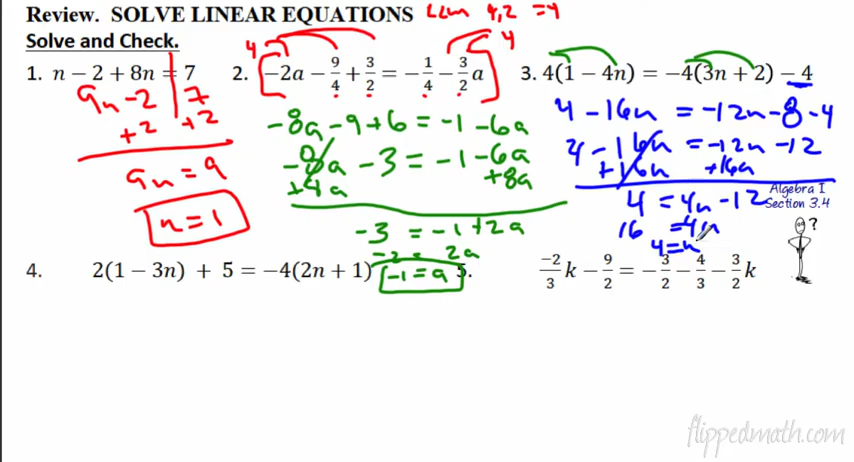 Review. SOLVE LINEAR EQUATIONS LCM 4,2 = 4
Solve and Check.
4 4
1. n − 2 + 8n = 7 2. [−2a − 9/4 + 3/2 = −1/4 − 3/2 a] 3. 4(1 − 4n) = −4(3n + 2) − 4
9n − 2 | 7
+2 +2
9n = 9
n = 1
−8a − 9 + 6 = −1 − 6a
−8a − 3 = −1 − 6a
+8a
−3 = −1 + 2a
−2 = 2a
−1 = a
4 − 16n = −12n − 8 − 4
4 − 16n = −12n − 12
+16n +16n
4 = 4n − 12
16 = 4n
4 = n
Algebra I
Section 3.4
?
4. 2(1 − 3n) + 5 = −4(2n + 1) 5. −2/3 k − 9/2 = −3/2 − 4/3 − 3/2 k
flippedmath.com